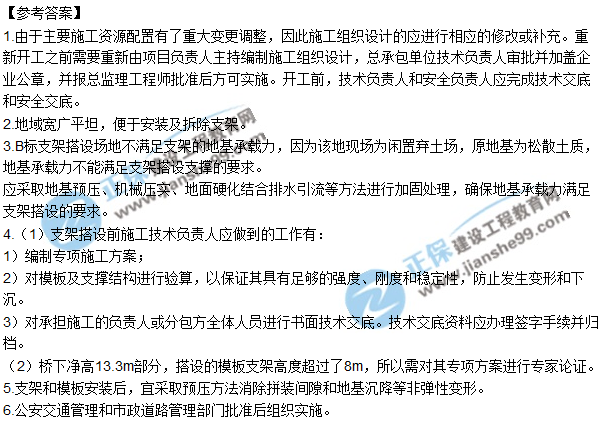 【参考答案】
1.由于主要施工资源配置有了重大变更调整，因此施工组织设计的应进行相应的修改或补充。重
新开工之前需要重新由项目负责人主持编制施工组织设计，总承包单位技术负责人审批并加盖企
业公章，并报总监理工程师批准后方可实施。开工前，技术负责人和安全负责人应完成技术交底
和安全交底。
2.地域宽广平坦，便于安装及拆除支架。
3.B标支架搭设场地不满足支架的地基承载力，因为该地现场为闲置弃土场，原地基为松散土质，
地基承载力不能满足支架搭设支撑的要求。
应采取地基预压、机械压实、地面硬化结合排水引流等方法进行加固处理，确保地基承载力满足
支架搭设的要求。
4.（1）支架搭设前施工技术负责人应做到的工作有：
1）编制专项施工方案；
2）对模板及支撑结构进行验算，以保证其具有足够的强度、刚度和稳定性，防止发生变形和下
沉。
3）对承担施工的负责人或分包方全体人员进行书面技术交底。技术交底资料应办理签字手续并归
档。
（2）桥下净高13.3m部分，搭设的模板支架高度超过了8m，所以需对其专项方案进行专家论证。
5.支架和模板安装后，宜采取预压方法消除拼装间隙和地基沉降等非弹性变形。
6.公安交通管理和市政道路管理部门批准后组织实施。
正保建设工程教育网
www.jianshe99.com
正保建设工程教育网
www.jianshe99.com